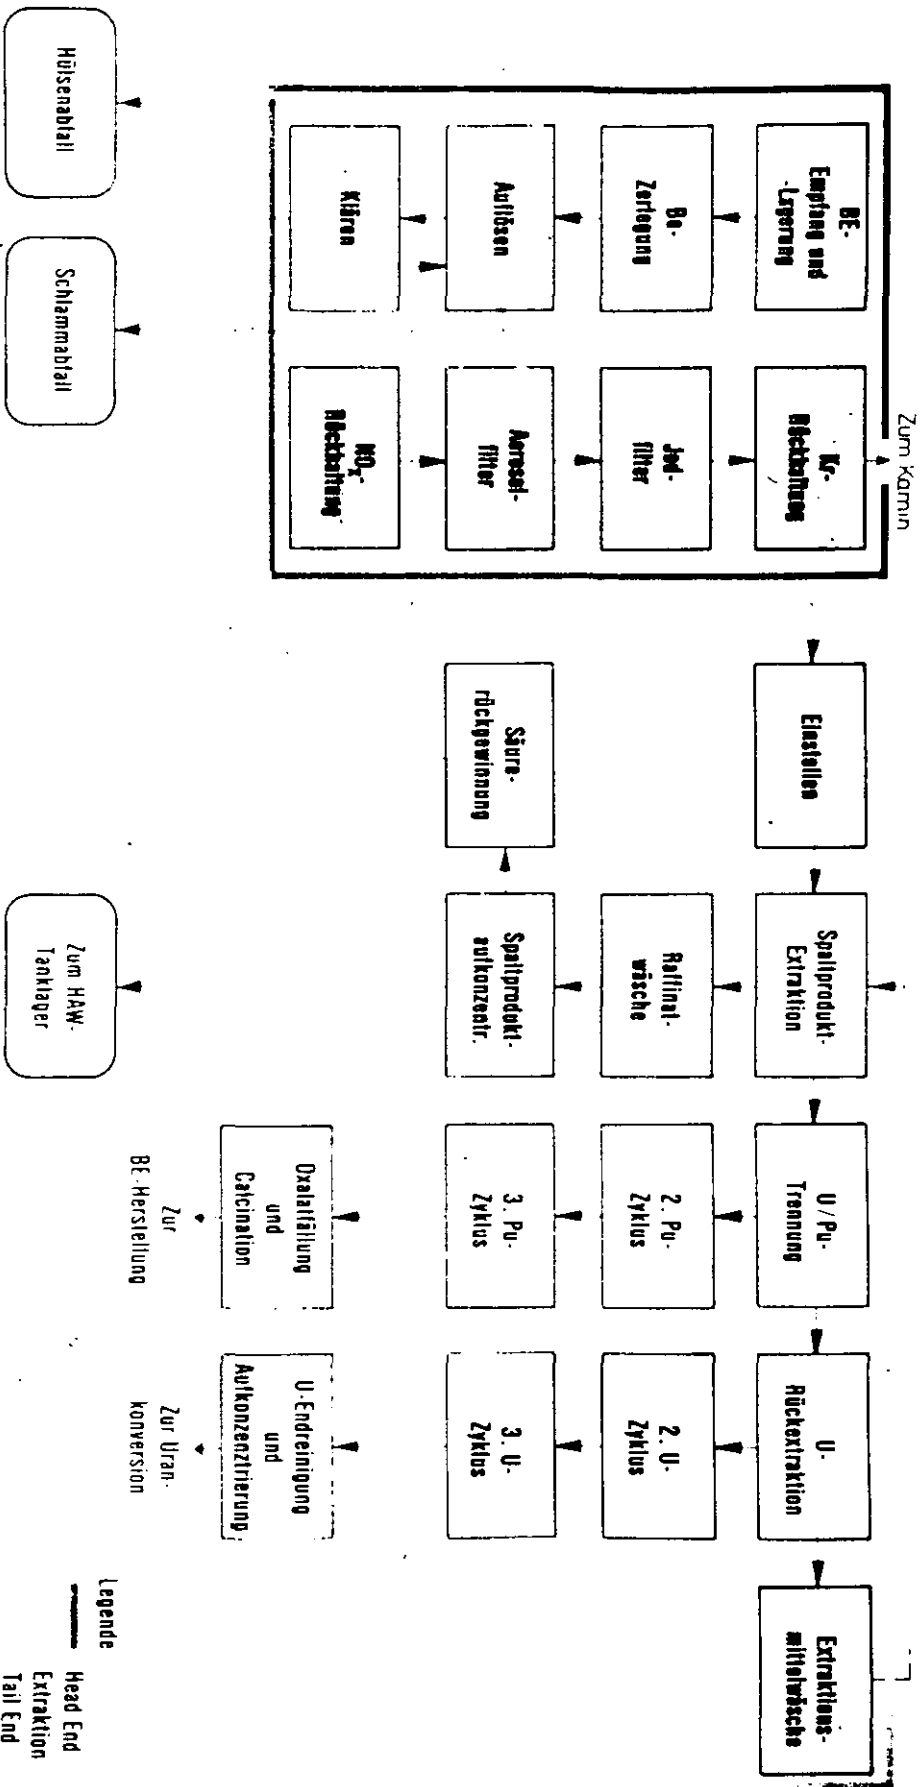 Zum Kamin
BE-
Empfang und
-Lagerung
Be-
Zerlegung
Auflösen
Klären
Kr-
Rückhaltung
Jod-
filter
Aerosol-
filter
NOx-
Rückhaltung
Hülsenabfall
Schlammabfall
Einstellen
Säure-
rückgewinnung
Spaltprodukt-
Extraktion
Raffinat-
wäsche
Spaltprodukt-
aufkonzentr.
Zum HAW-
Tanklager
U/Pu-
Trennung
2. Pu-
Zyklus
3. Pu-
Zyklus
Oxalatfällung
und
Calcination
Zur
BE-Herstellung
U-
Rückextraktion
2. U-
Zyklus
3. U-
Zyklus
U-Endreinigung
und
Aufkonzenztrierung
Zur Uran-
konversion
Extraktions-
mittelwäsche
Legende
Head End
Extraktion
Tail End